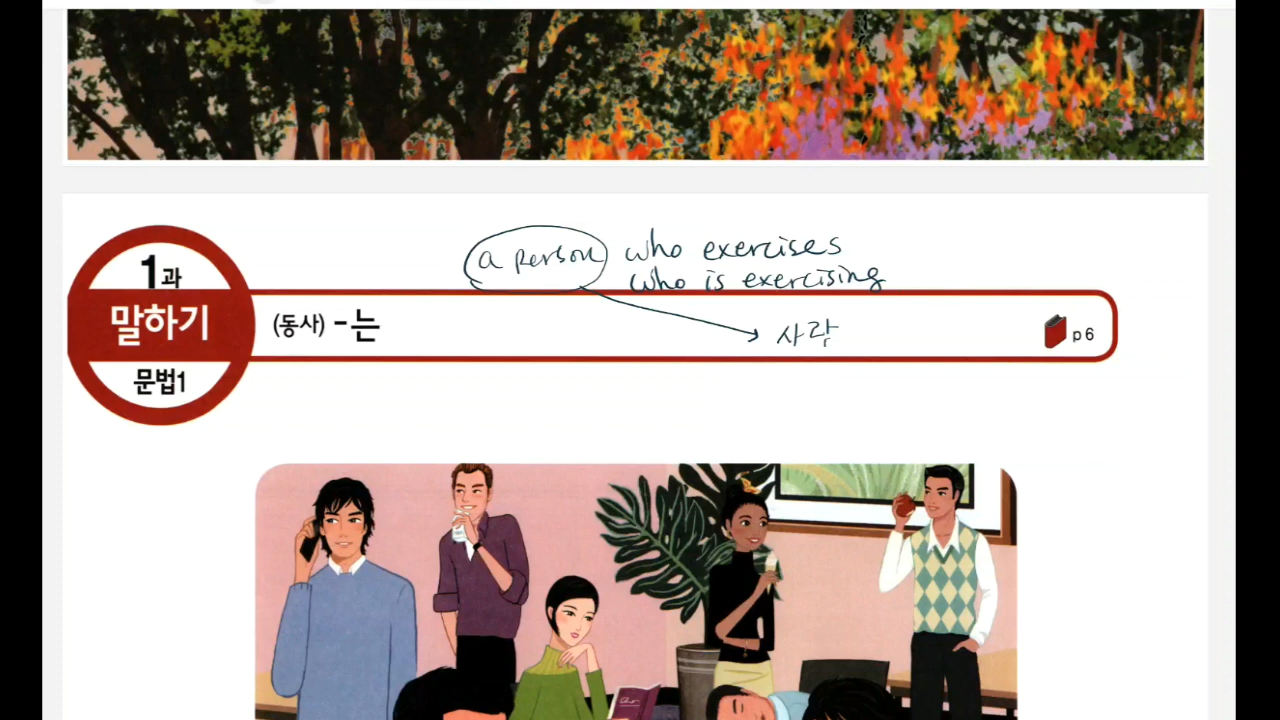 a person who exercises
who is exercising
1과
말하기
문법1
(동사) -는
사람
p6